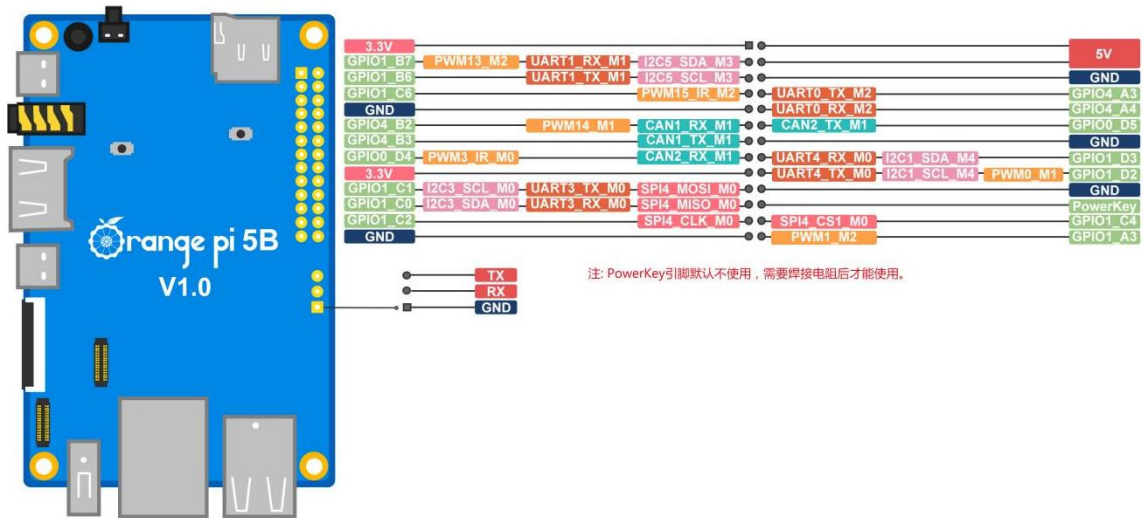 3.3V 5V
GPIO1_B7 PWM13_M2 UART1_RX_M1 I2C5_SDA_M3
GPIO1_B6 UART1_TX_M1 I2C5_SCL_M3 GND
GPIO1_C6 PWM15_IR_M2 UART0_TX_M2 GPIO4_A3
GND UART0_RX_M2 GPIO4_A4
GPIO4_B2 PWM14_M1 CAN1_RX_M1 CAN2_TX_M1 GPIO0_D5
GPIO4_B3 CAN1_TX_M1 GND
GPIO0_D4 PWM3_IR_M0 CAN2_RX_M1 UART4_RX_M0 I2C1_SDA_M4 GPIO1_D3
3.3V UART4_TX_M0 I2C1_SCL_M4 PWM0_M1 GPIO1_D2
GPIO1_C1 I2C3_SCL_M0 UART3_TX_M0 SPI4_MOSI_M0 GND
GPIO1_C0 I2C3_SDA_M0 UART3_RX_M0 SPI4_MISO_M0 PowerKey
GPIO1_C2 SPI4_CLK_M0 SPI4_CS1_M0 GPIO1_C4
GND PWM1_M2 GPIO1_A3
Orange pi 5B
V1.0
TX
RX
GND
注: PowerKey引脚默认不使用，需要焊接电阻后才能使用。